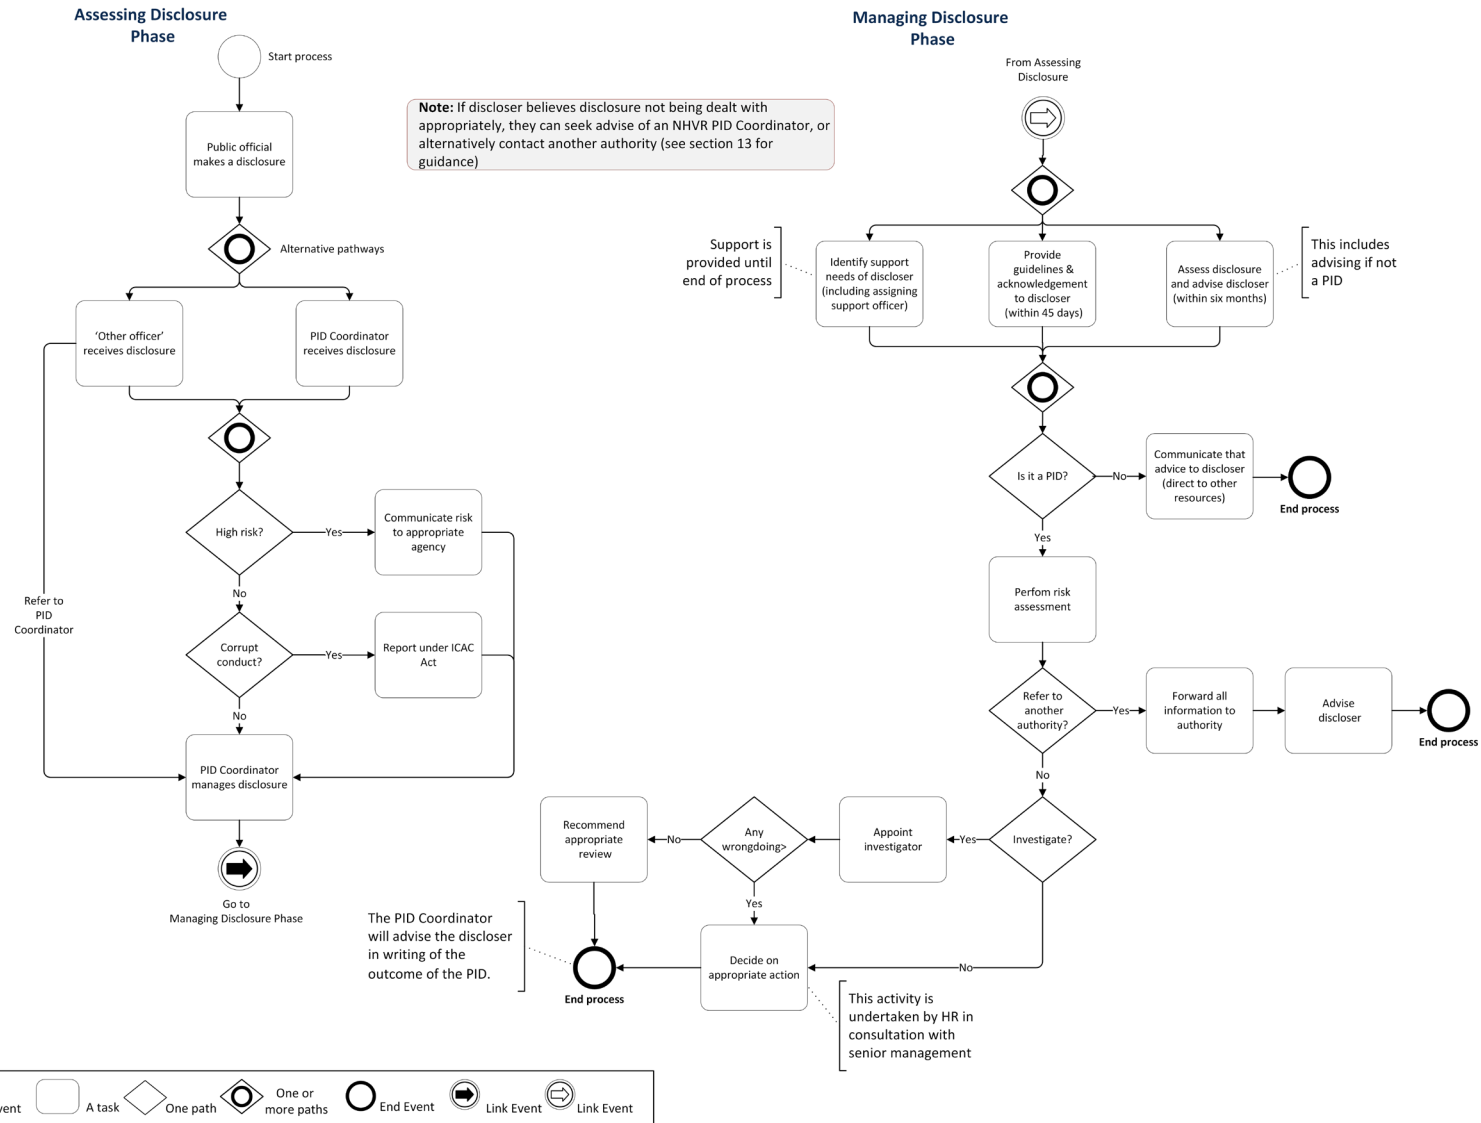 Assessing Disclosure
Phase
Start process
Public official
makes a disclosure
Alternative pathways
‘Other officer’
receives disclosure
PID Coordinator
receives disclosure
High risk?
Yes
Communicate risk
to appropriate
agency
No
Refer to
PID
Coordinator
Corrupt
conduct?
Yes
Report under ICAC
Act
No
PID Coordinator
manages disclosure
Go to
Managing Disclosure Phase
Note: If discloser believes disclosure not being dealt with
appropriately, they can seek advise of an NHVR PID Coordinator, or
alternatively contact another authority (see section 13 for
guidance)
Managing Disclosure
Phase
From Assessing
Disclosure
Support is
provided until
end of process
Identify support
needs of discloser
(including assigning
support officer)
Provide
guidelines &
acknowledgement
to discloser
(within 45 days)
Assess disclosure
and advise discloser
(within six months)
This includes
advising if not
a PID
Is it a PID?
No
Communicate that
advice to discloser
(direct to other
resources)
End process
Yes
Perfom risk
assessment
Refer to
another
authority?
Yes
Forward all
information to
authority
Advise
discloser
End process
No
Investigate?
Yes
Appoint
investigator
Any
wrongdoing>
No
Recommend
appropriate
review
Yes
Decide on
appropriate action
No
The PID Coordinator
will advise the discloser
in writing of the
outcome of the PID.
End process
This activity is
undertaken by HR in
consultation with
senior management
vent
A task
One path
One or
more paths
End Event
Link Event
Link Event